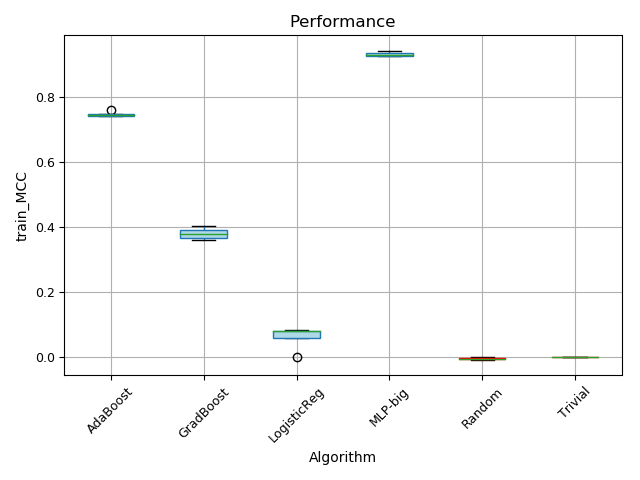 Performance
train_MCC
0.8
0.6
0.4
0.2
0.0
AdaBoost
GradBoost
LogisticReg
MLP-big
Random
Trivial
Algorithm